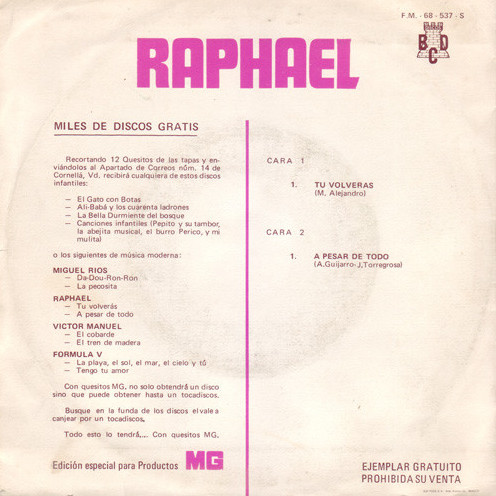 F.M. - 68 - 537 - S
B D
C
RAPHAEL
MILES DE DISCOS GRATIS
Recortando 12 Quesitos de las tapas y en-
viándolos al Apartado de Correos núm. 14 de
Cornellá, Vd. recibirá cualquiera de estos discos
infantiles:
— El Gato con Botas
— Ali-Babá y los cuarenta ladrones
— La Bella Durmiente del bosque
— Canciones infantiles (Pepito y su tambor,
la abejita musical, el burro Perico, y mi
mulita)
o los siguientes de música moderna:
MIGUEL RIOS
— Da-Dou-Ron-Ron
— La pecosita
RAPHAEL
— Tu volverás
— A pesar de todo
VICTOR MANUEL
— El cobarde
— El tren de madera
FORMULA V
— La playa, el sol, el mar, el cielo y tú
— Tengo tu amor
Con quesitos MG. no solo obtendrá un disco
sino que puede obtener hasta un tocadiscos.
Busque en la funda de los discos el vale a
canjear por un tocadiscos.
Todo esto lo tendrá,... Con quesitos MG.
Edición especial para Productos MG
CARA 1
1. TU VOLVERAS
(M. Alejandro)
CARA 2
1. A PESAR DE TODO
(A.Guijarro-J,Torregrosa)
EJEMPLAR GRATUITO
PROHIBIDA SU VENTA